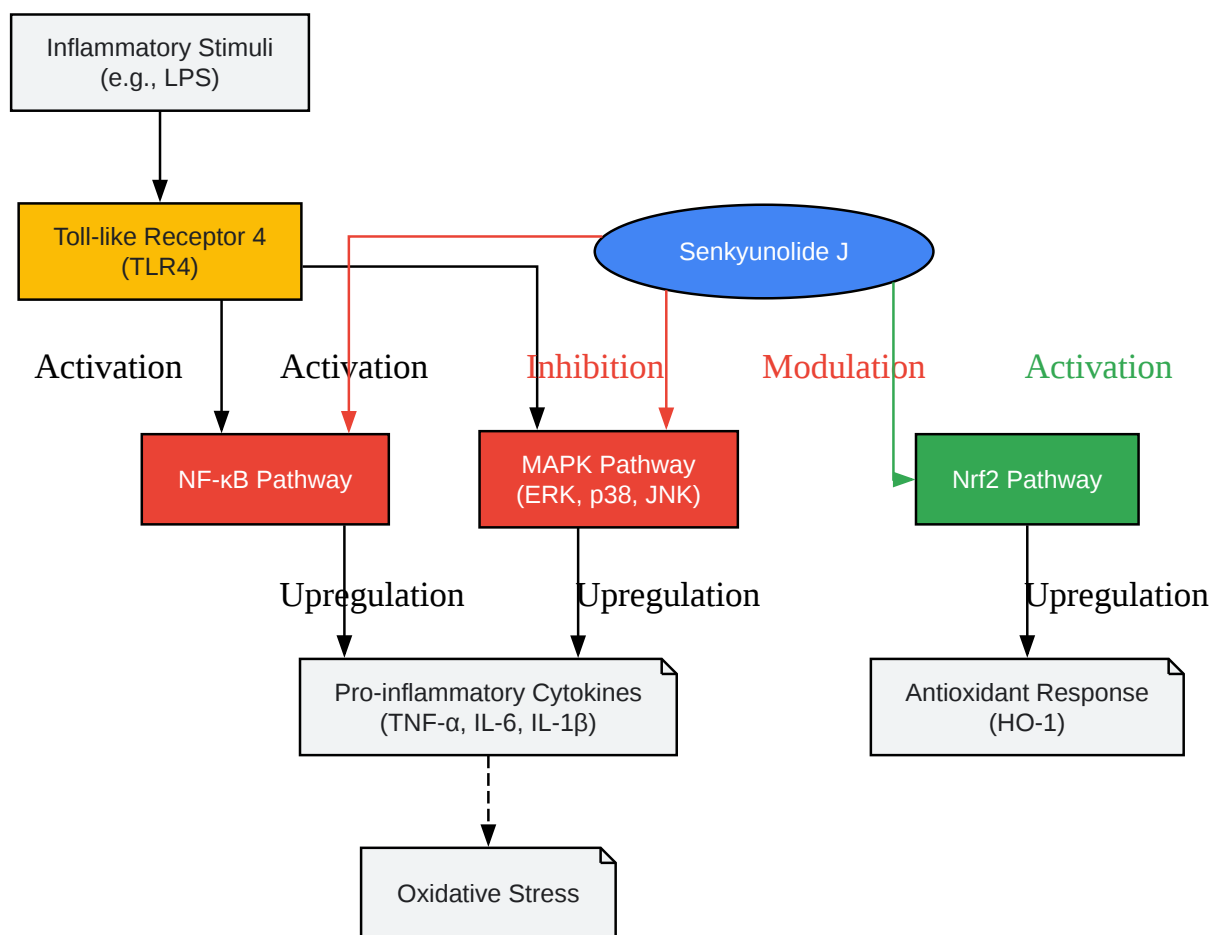 Inflammatory Stimuli
(e.g., LPS)
Toll-like Receptor 4
(TLR4)
Senkyunolide J
Activation
Activation
Inhibition
Modulation
Activation
NF-κB Pathway
MAPK Pathway
(ERK, p38, JNK)
Nrf2 Pathway
Upregulation
Upregulation
Upregulation
Pro-inflammatory Cytokines
(TNF-α, IL-6, IL-1β)
Antioxidant Response
(HO-1)
Oxidative Stress